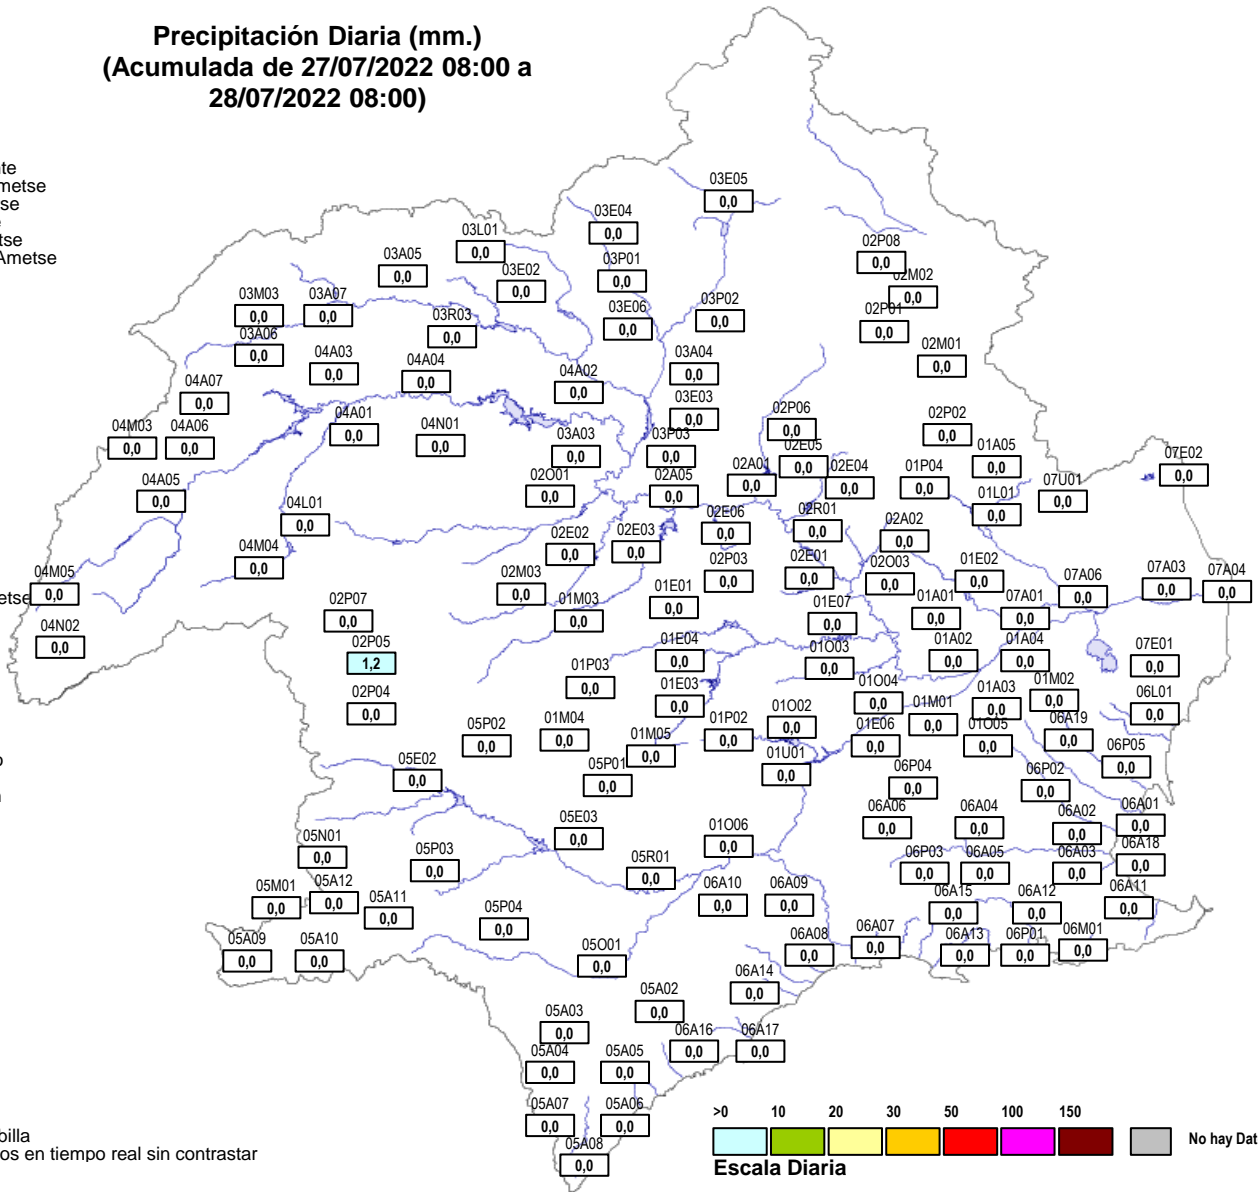 Precipitación Diaria (mm.)
(Acumulada de 27/07/2022 08:00 a
28/07/2022 08:00)
03E05
0,0
03E04
0,0
03L01
0,0
03A05
0,0
03E02
0,0
03P01
0,0
02P08
0,0
02M02
0,0
03M03
0,0
03A07
0,0
03R03
0,0
03E06
0,0
03P02
0,0
02P01
0,0
03A06
0,0
04A03
0,0
04A04
0,0
04A02
0,0
03A04
0,0
02M01
0,0
04A07
0,0
04A01
0,0
04N01
0,0
03E03
0,0
02P06
0,0
02P02
0,0
04M03
0,0
04A06
0,0
03A03
0,0
03P03
0,0
02E05
0,0
01A05
0,0
07E02
0,0
04A05
0,0
02O01
0,0
02A05
0,0
02A01
0,0
02E04
0,0
01P04
0,0
01L01
0,0
07U01
0,0
04L01
0,0
02E06
0,0
02R01
0,0
02A02
0,0
04M04
0,0
02E02
0,0
02E03
0,0
02P03
0,0
02E01
0,0
02O03
0,0
01E02
0,0
07A06
0,0
07A03
0,0
07A04
0,0
04M05
0,0
02M03
0,0
01M03
0,0
01E01
0,0
01E07
0,0
01A01
0,0
07A01
0,0
04N02
0,0
02P07
0,0
02P05
1,2
02P04
0,0
01E04
0,0
01O03
0,0
01A02
0,0
01A04
0,0
07E01
0,0
01P03
0,0
01E03
0,0
01O04
0,0
01M01
0,0
01A03
0,0
01M02
0,0
06L01
0,0
05P02
0,0
01M04
0,0
01M05
0,0
01P02
0,0
01O02
0,0
01E06
0,0
01O05
0,0
06A19
0,0
06P05
0,0
05E02
0,0
05P01
0,0
01U01
0,0
06P04
0,0
06P02
0,0
05E03
0,0
01O06
0,0
06A06
0,0
06A04
0,0
06A02
0,0
06A01
0,0
05N01
0,0
05P03
0,0
05R01
0,0
06P03
0,0
06A05
0,0
06A03
0,0
06A18
0,0
05M01
0,0
05A12
0,0
05A11
0,0
05P04
0,0
06A10
0,0
06A09
0,0
06A15
0,0
06A12
0,0
06A11
0,0
05A09
0,0
05A10
0,0
05O01
0,0
06A08
0,0
06A07
0,0
06A13
0,0
06P01
0,0
06M01
0,0
05A02
0,0
06A14
0,0
05A03
0,0
06A16
0,0
06A17
0,0
05A04
0,0
05A05
0,0
05A07
0,0
05A06
0,0
05A08
0,0
nte
metse
se
e
tse
Ametse
etse
o
n
billa
os en tiempo real sin contrastar
>0 10 20 30 50 100 150
No hay Dat
Escala Diaria